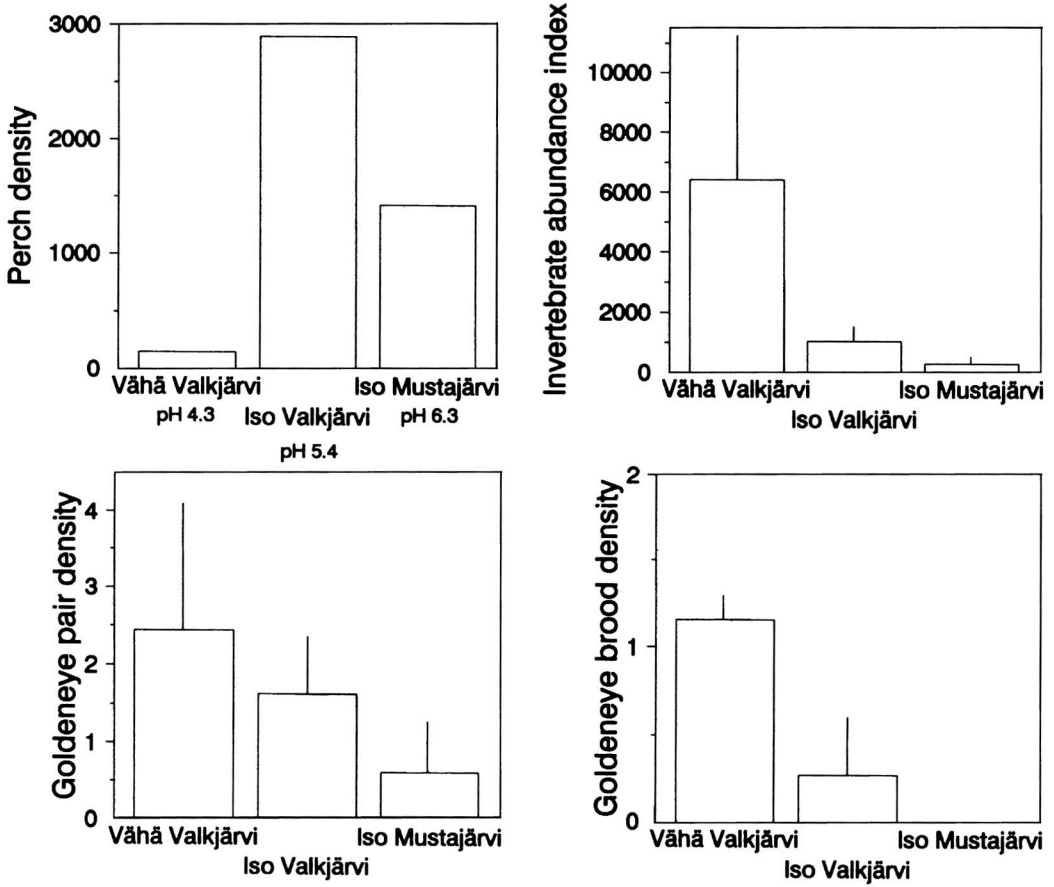 Perch density
3000
2000
1000
0
Vähä Valkjärvi Iso Mustajärvi
pH 4.3 Iso Valkjärvi pH 6.3
pH 5.4
Invertebrate abundance index
10000
8000
6000
4000
2000
0
Vähä Valkjärvi Iso Mustajärvi
Iso Valkjärvi
Goldeneye pair density
4
3
2
1
0
Vähä Valkjärvi Iso Mustajärvi
Iso Valkjärvi
Goldeneye brood density
2
1
0
Vähä Valkjärvi Iso Mustajärvi
Iso Valkjärvi